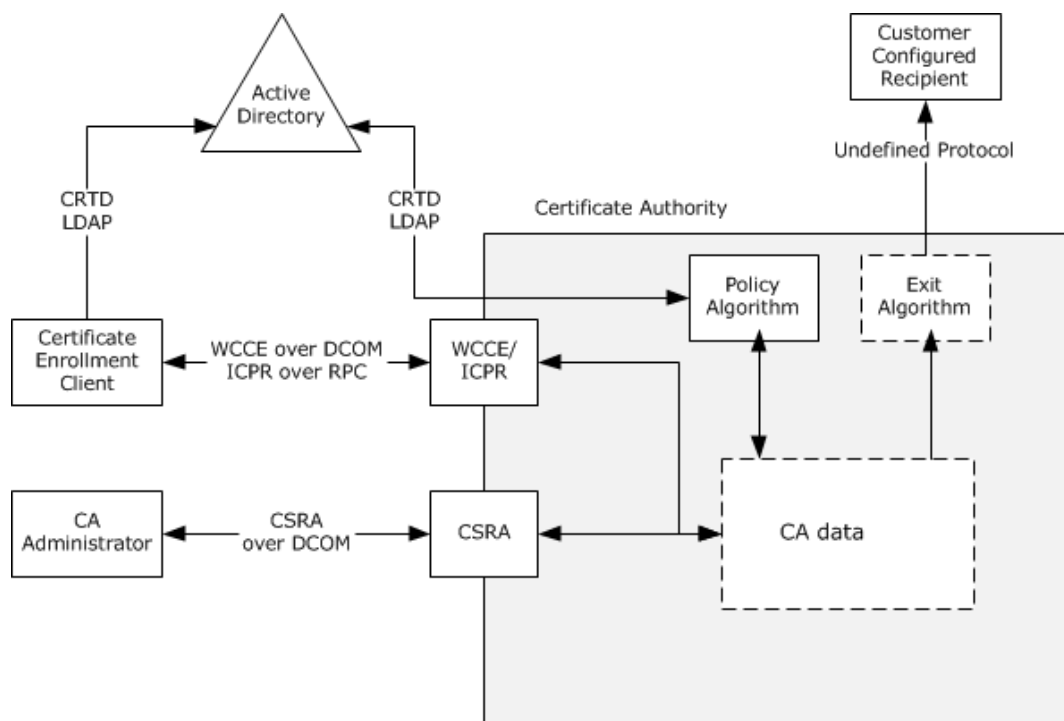 Customer
Configured
Recipient
Active
Directory
Undefined Protocol
CRTD
LDAP
CRTD
LDAP
Certificate Authority
Policy
Algorithm
Exit
Algorithm
Certificate
Enrollment
Client
WCCE over DCOM
ICPR over RPC
WCCE/
ICPR
CA
Administrator
CSRA
over DCOM
CSRA
CA data